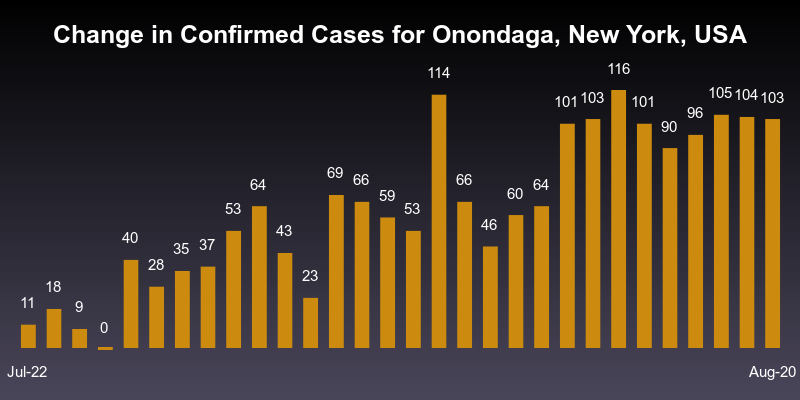 Change in Confirmed Cases for Onondaga, New York, USA
11 18 9 0 40 28 35 37 53 64 43 23 69 66 59 53 114 66 46 60 64 101 103 116 101 90 96 105 104 103
Jul-22 Aug-20